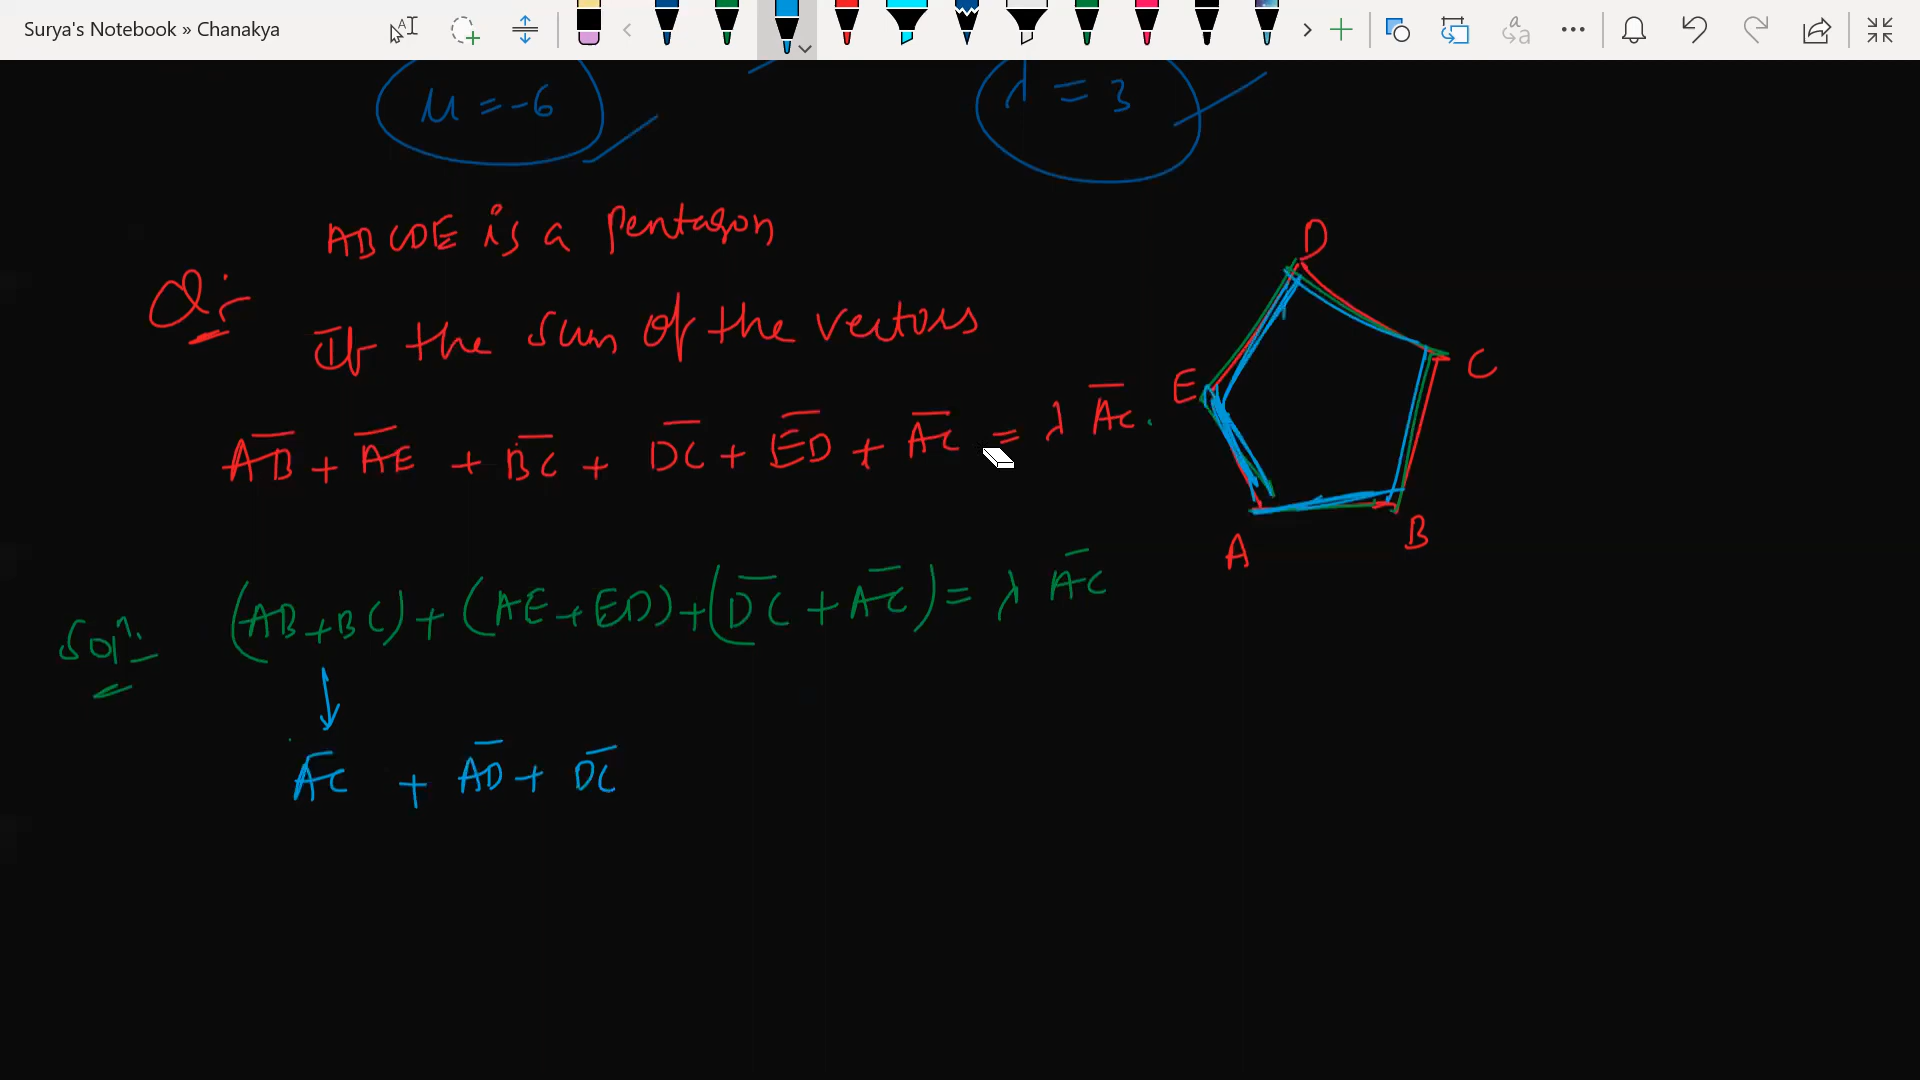 Surya's Notebook » Chanakya
μ = -6
λ = 3
ABCDE is a Pentagon
Q:-
If the sum of the vectors
AB + AE + BC + DC + ED + AC = λ AC.
D
C
E
A
B
Soln:
(AB + BC) + (AE + ED) + (DC + AC) = λ AC
↓
AC + AD + DC